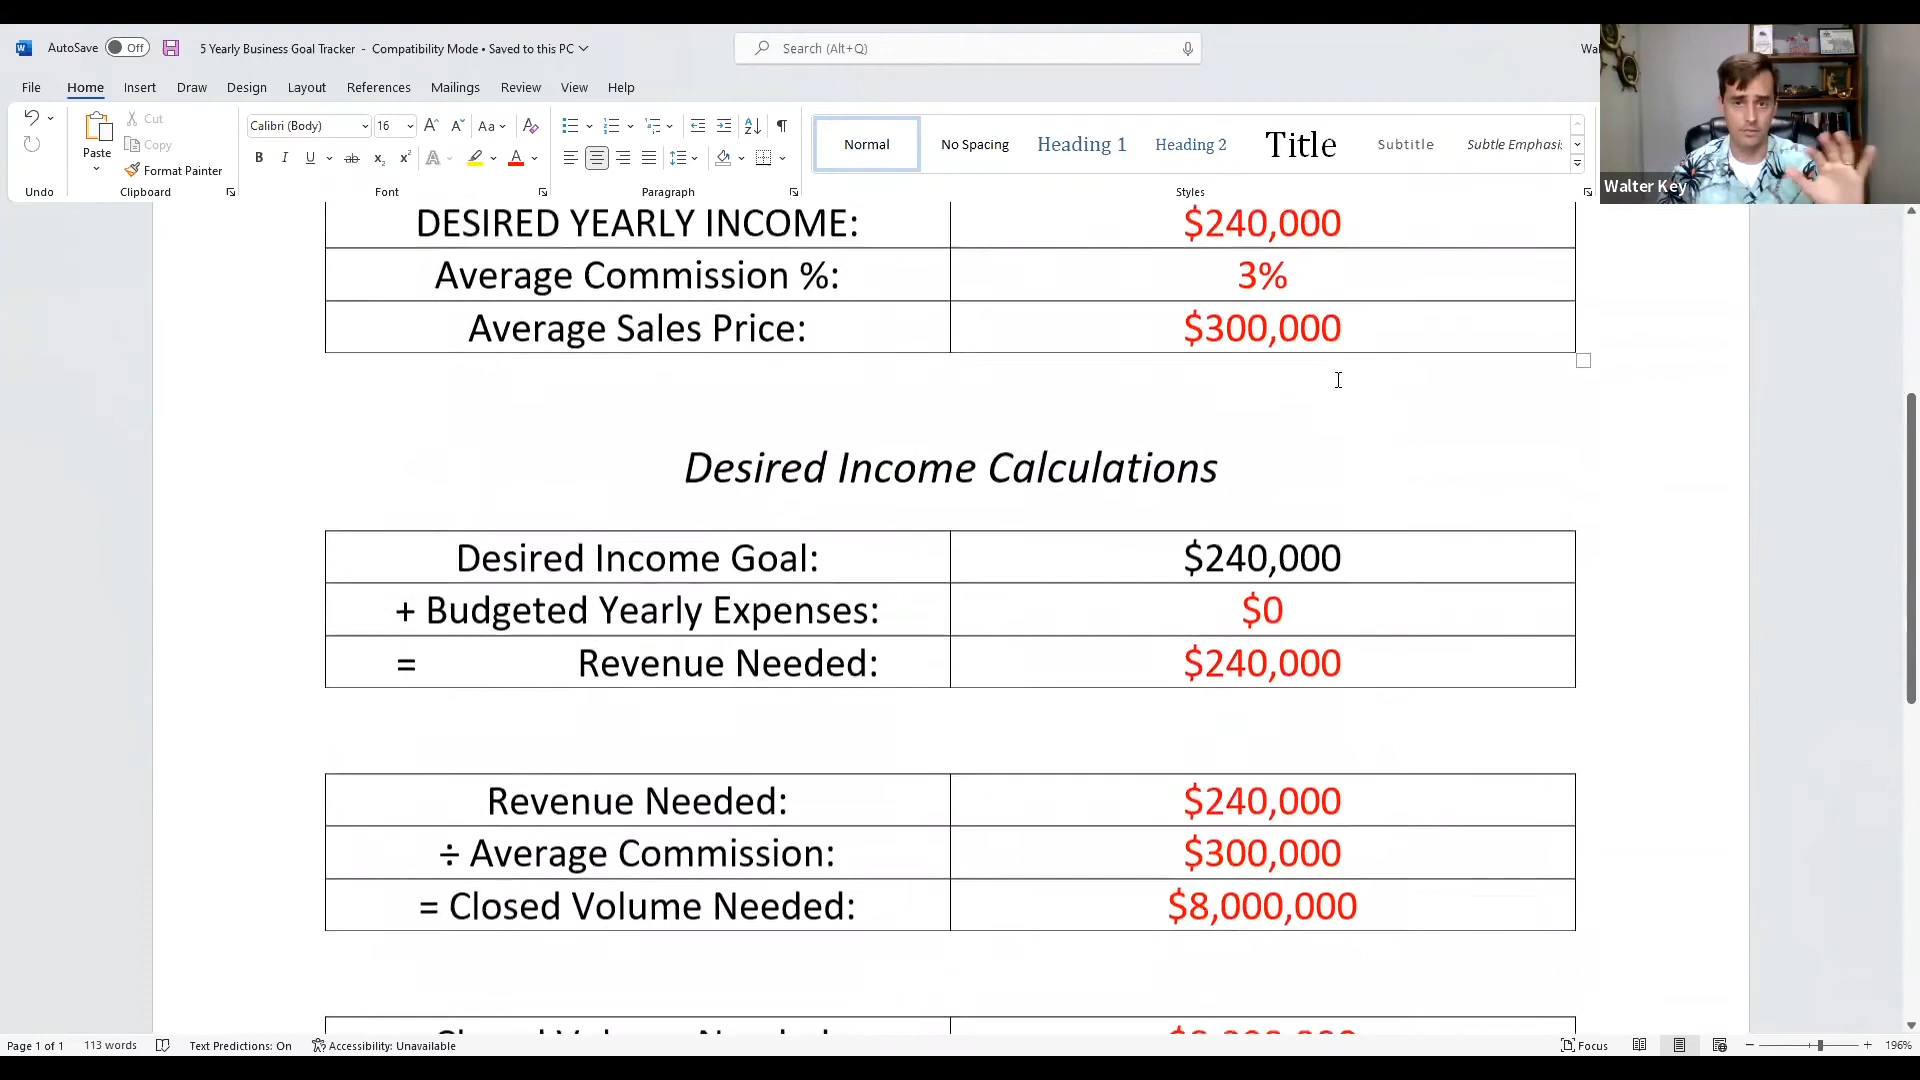 AutoSave Off 5 Yearly Business Goal Tracker - Compatibility Mode • Saved to this PC Search (Alt+Q)
File Home Insert Draw Design Layout References Mailings Review View Help
Calibri (Body) 16 Aa
Paste Cut Copy Format Painter
Normal No Spacing Heading 1 Heading 2 Title Subtitle Subtle Emphasi
Undo Clipboard Font Paragraph Styles
Walter Key
DESIRED YEARLY INCOME: $240,000
Average Commission %: 3%
Average Sales Price: $300,000
Desired Income Calculations
Desired Income Goal: $240,000
+ Budgeted Yearly Expenses: $0
= Revenue Needed: $240,000
Revenue Needed: $240,000
÷ Average Commission: $300,000
= Closed Volume Needed: $8,000,000
Page 1 of 1 113 words Text Predictions: On Accessibility: Unavailable Focus 196%